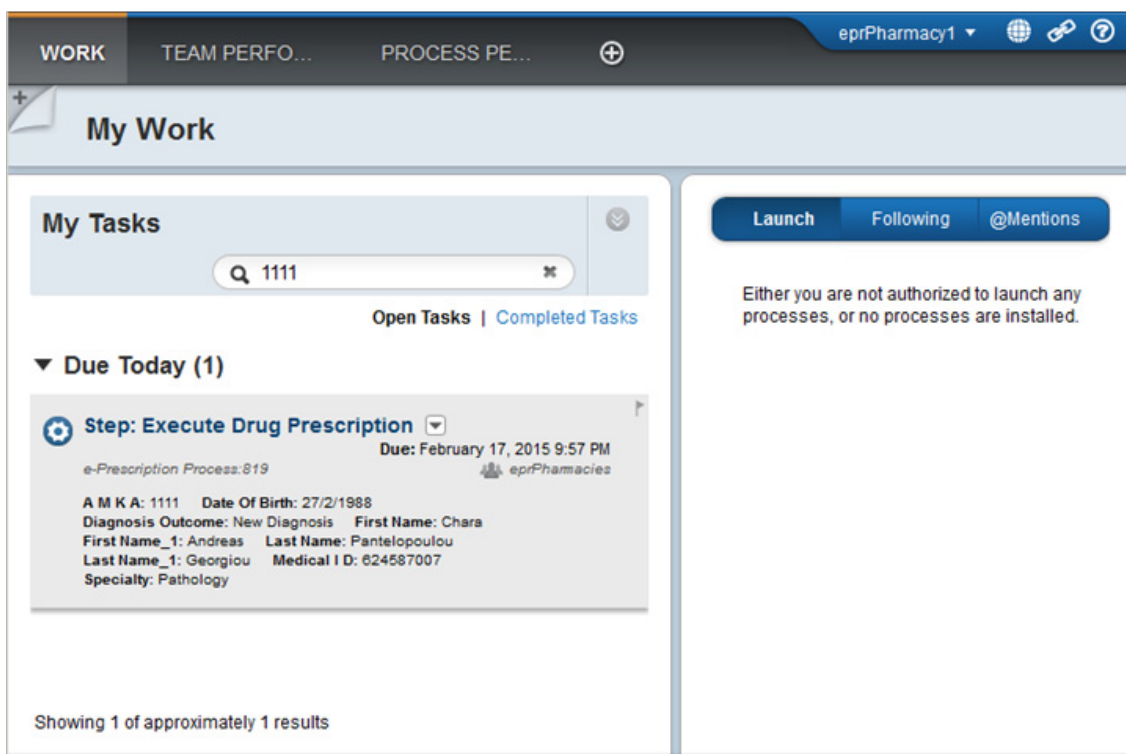 WORK TEAM PERFO... PROCESS PE... eprPharmacy1
My Work
My Tasks
1111
Open Tasks | Completed Tasks
Due Today (1)
Step: Execute Drug Prescription
Due: February 17, 2015 9:57 PM
e-Prescription Process:819 eprPharmacies
A M K A: 1111 Date Of Birth: 27/2/1988
Diagnosis Outcome: New Diagnosis First Name: Chara
First Name_1: Andreas Last Name: Pantelopoulou
Last Name_1: Georgiou Medical I D: 624587007
Specialty: Pathology
Showing 1 of approximately 1 results
Launch Following @Mentions
Either you are not authorized to launch any
processes, or no processes are installed.